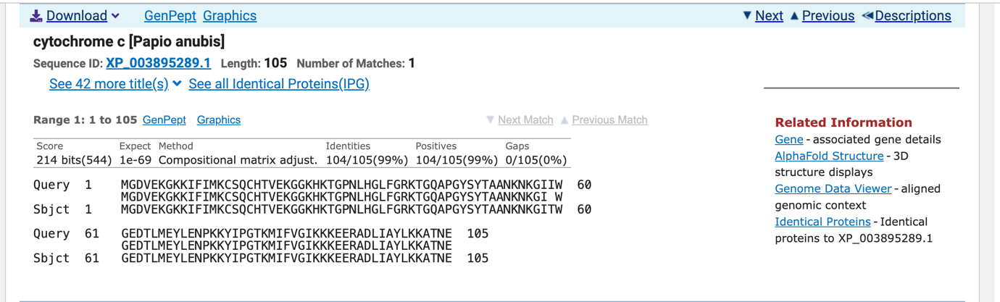 Download GenPept Graphics Next Previous Descriptions
cytochrome c [Papio anubis]
Sequence ID: XP_003895289.1 Length: 105 Number of Matches: 1
See 42 more title(s) See all Identical Proteins(IPG)
Range 1: 1 to 105 GenPept Graphics Next Match Previous Match
Score Expect Method Identities Positives Gaps
214 bits(544) 1e-69 Compositional matrix adjust. 104/105(99%) 104/105(99%) 0/105(0%)
Query 1 MGDVEKGKKIFIMKCSQCHTVEKGGKHKTGPNLHGLFGRKTGQAPGYSYTAANKNKGIIW 60
MGDVEKGKKIFIMKCSQCHTVEKGGKHKTGPNLHGLFGRKTGQAPGYSYTAANKNKGI W
Sbjct 1 MGDVEKGKKIFIMKCSQCHTVEKGGKHKTGPNLHGLFGRKTGQAPGYSYTAANKNKGITW 60
Query 61 GEDTLMEYLENPKKYIPGTKMIFVGIKKKEERADLIAYLKKATNE 105
GEDTLMEYLENPKKYIPGTKMIFVGIKKKEERADLIAYLKKATNE
Sbjct 61 GEDTLMEYLENPKKYIPGTKMIFVGIKKKEERADLIAYLKKATNE 105
Related Information
Gene - associated gene details
AlphaFold Structure - 3D
structure displays
Genome Data Viewer - aligned
genomic context
Identical Proteins - Identical
proteins to XP_003895289.1